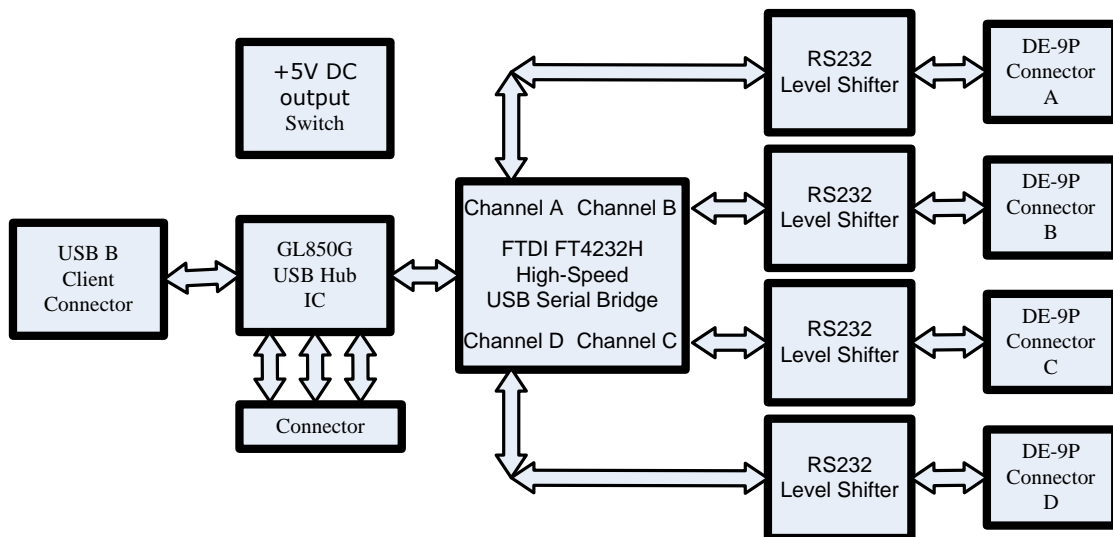 +5V DC
output
Switch
USB B
Client
Connector
GL850G
USB Hub
IC
Connector
Channel A Channel B
FTDI FT4232H
High-Speed
USB Serial Bridge
Channel D Channel C
RS232
Level Shifter
DE-9P
Connector
A
RS232
Level Shifter
DE-9P
Connector
B
RS232
Level Shifter
DE-9P
Connector
C
RS232
Level Shifter
DE-9P
Connector
D